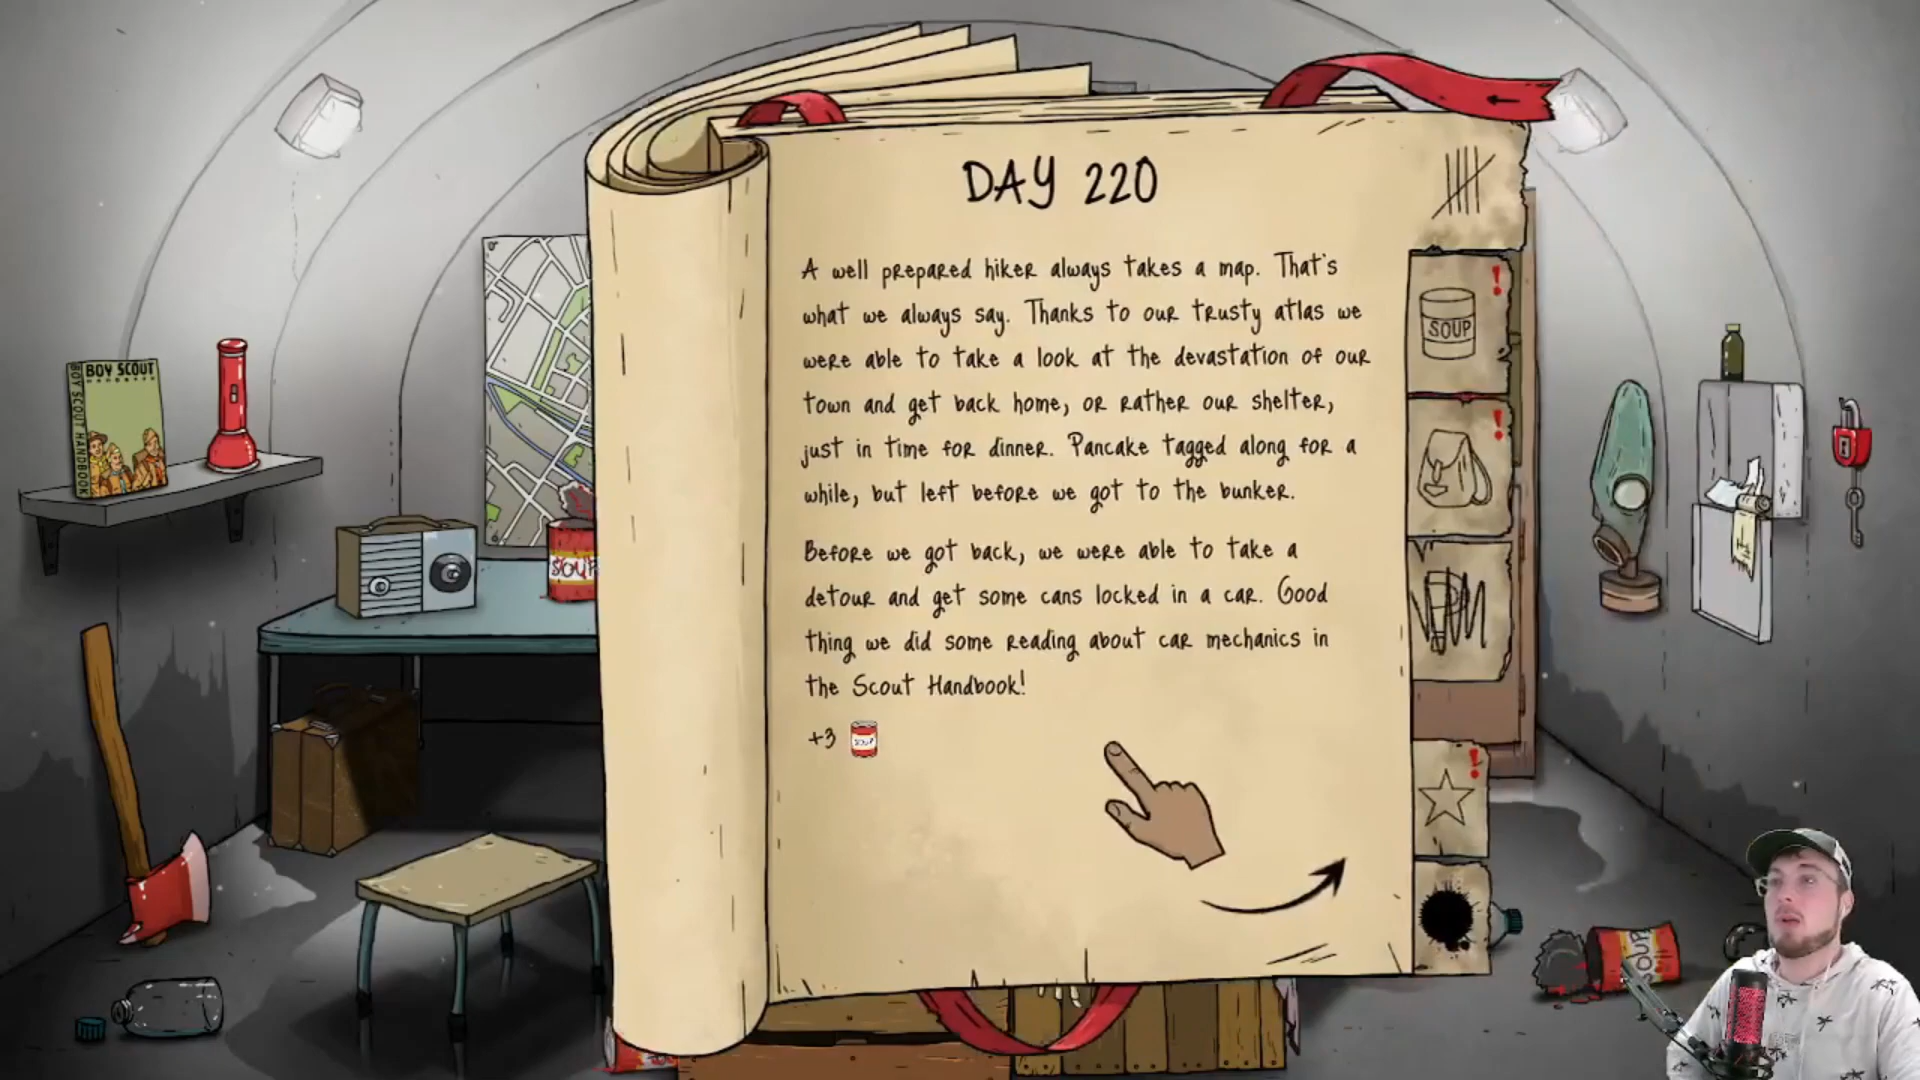 DAY 220
A well prepared hiker always takes a map. That's
what we always say. Thanks to our trusty atlas we
were able to take a look at the devastation of our
town and get back home, or rather our shelter,
just in time for dinner. Pancake tagged along for a
while, but left before we got to the bunker.
Before we got back, we were able to take a
detour and get some cans locked in a car. Good
thing we did some reading about car mechanics in
the Scout Handbook!
+3 SOUP
SOUP
BOY SCOUT
BOY SCOUT HANDBOOK
SOUP
SOUP